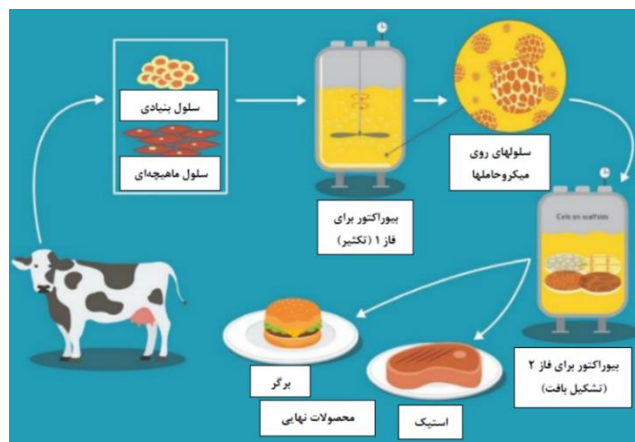 سلول بنیادی
سلول ماهیچه‌ای
بیوراکتور برای
فاز ۱ (تکثیر)
سلولهای روی
میکروحاملها
Cells on scaffolds
بیوراکتور برای فاز ۲
(تشکیل بافت)
برگر
استیک
محصولات نهایی